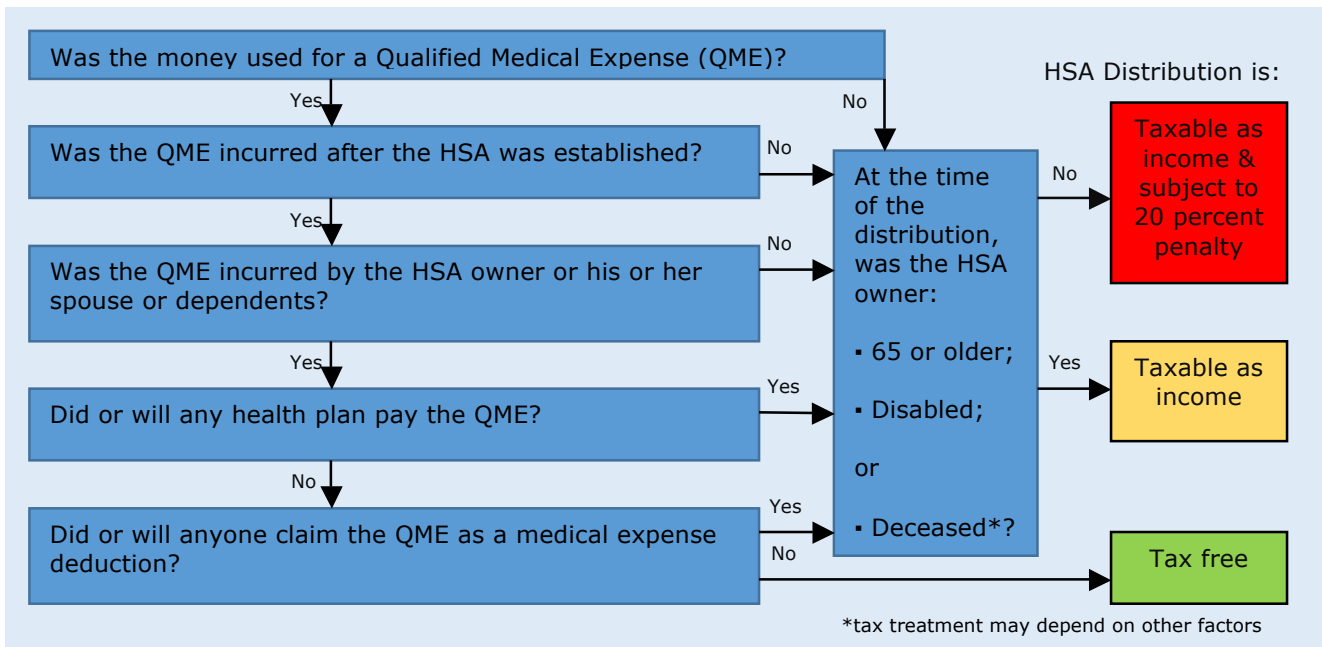 Was the money used for a Qualified Medical Expense (QME)?
HSA Distribution is:
Yes
No
Was the QME incurred after the HSA was established?
No
Yes
Was the QME incurred by the HSA owner or his or her
spouse or dependents?
No
Yes
Did or will any health plan pay the QME?
Yes
No
Did or will anyone claim the QME as a medical expense
deduction?
Yes
No
At the time
of the
distribution,
was the HSA
owner:
▪ 65 or older;
▪ Disabled;
or
▪ Deceased*?
No
Taxable as
income &
subject to
20 percent
penalty
Yes
Taxable as
income
Tax free
*tax treatment may depend on other factors